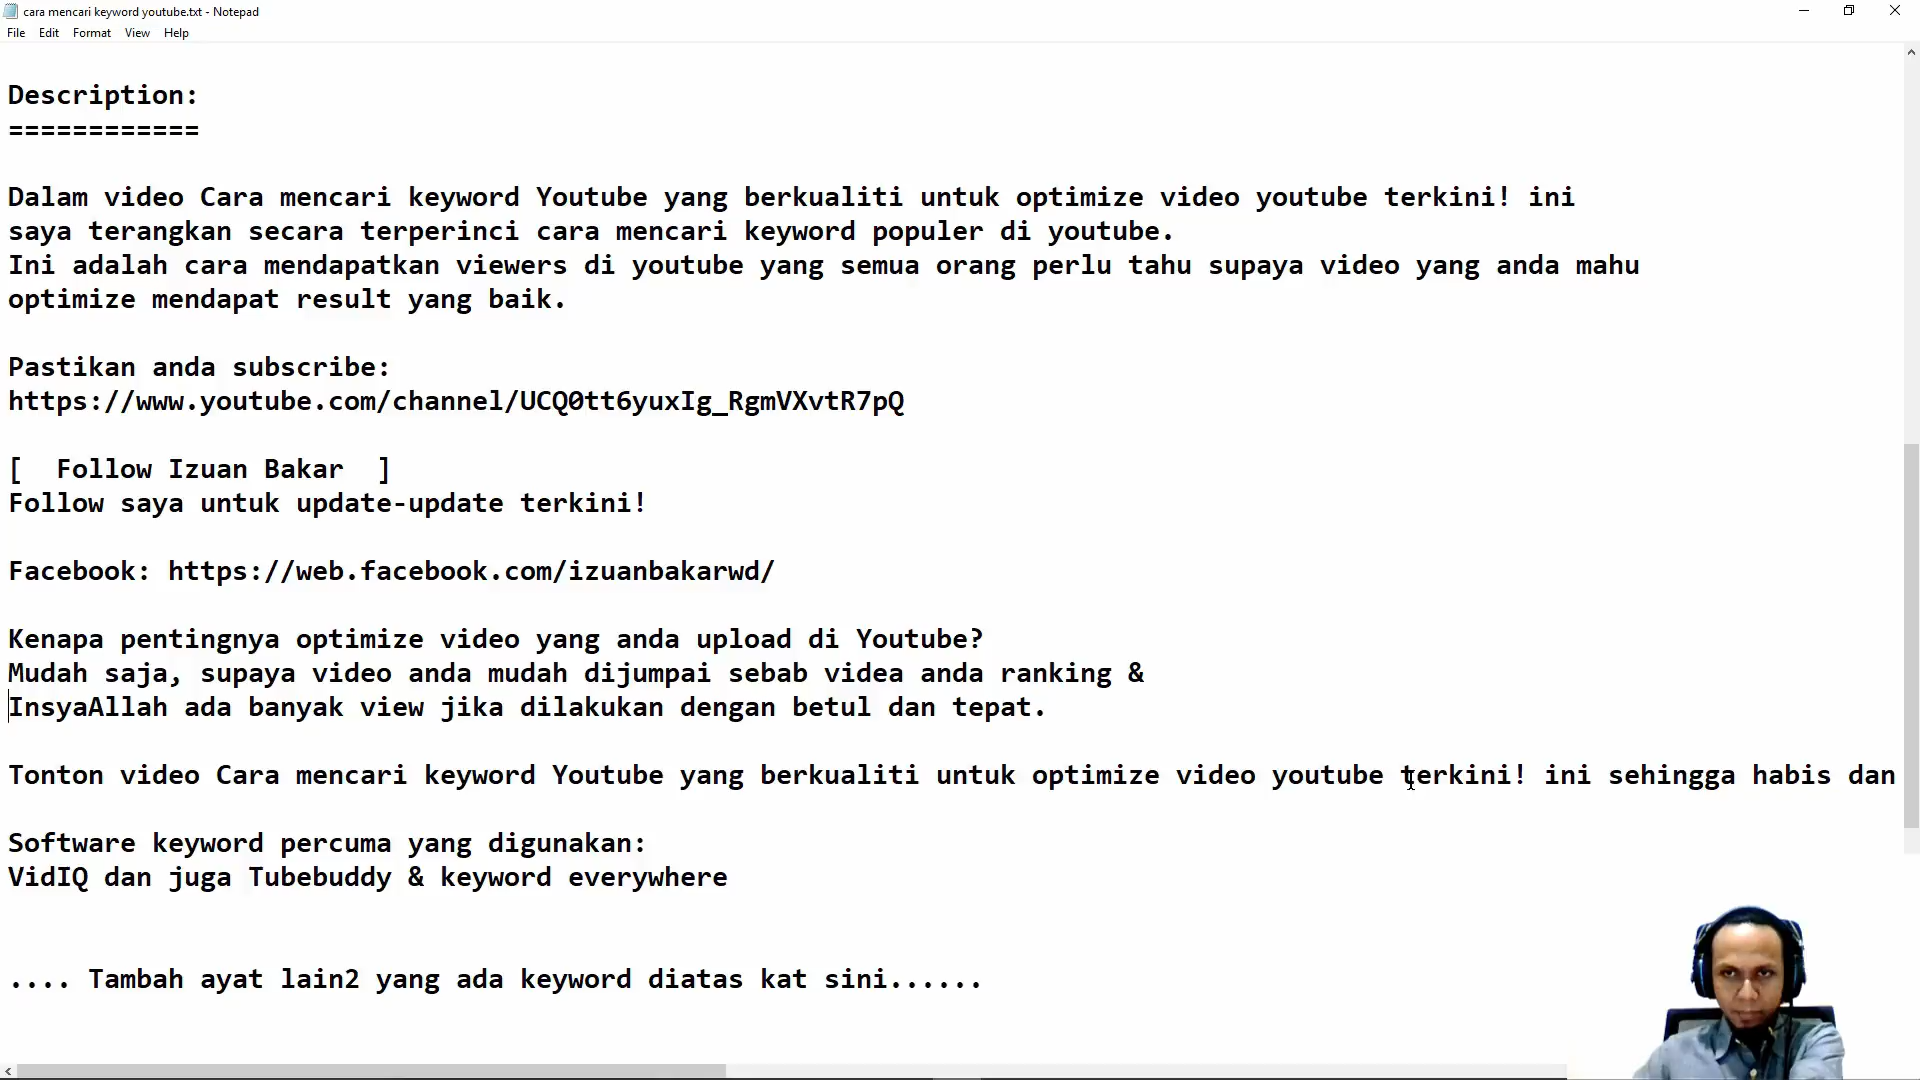 cara mencari keyword youtube.txt - Notepad
File Edit Format View Help
Description:
============
Dalam video Cara mencari keyword Youtube yang berkualiti untuk optimize video youtube terkini! ini
saya terangkan secara terperinci cara mencari keyword populer di youtube.
Ini adalah cara mendapatkan viewers di youtube yang semua orang perlu tahu supaya video yang anda mahu
optimize mendapat result yang baik.
Pastikan anda subscribe:
https://www.youtube.com/channel/UCQ0tt6yuxIg_RgmVXvtR7pQ
[  Follow Izuan Bakar  ]
Follow saya untuk update-update terkini!
Facebook: https://web.facebook.com/izuanbakarwd/
Kenapa pentingnya optimize video yang anda upload di Youtube?
Mudah saja, supaya video anda mudah dijumpai sebab videa anda ranking &
InsyaAllah ada banyak view jika dilakukan dengan betul dan tepat.
Tonton video Cara mencari keyword Youtube yang berkualiti untuk optimize video youtube terkini! ini sehingga habis dan
Software keyword percuma yang digunakan:
VidIQ dan juga Tubebuddy & keyword everywhere
.... Tambah ayat lain2 yang ada keyword diatas kat sini......